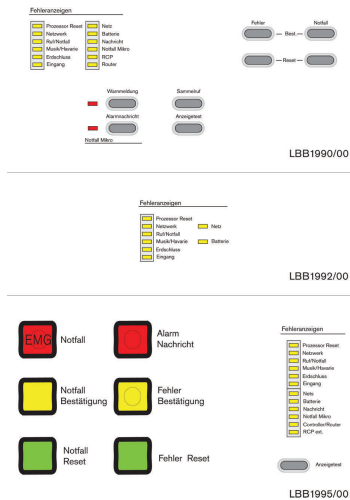 Fehleranzeigen
Prozessor Reset
Netzwerk
Ruf/Notfall
Musik/Havarie
Erdschluss
Eingang
Netz
Batterie
Nachricht
Notfall Mikro
RCP
Router
Fehler
Notfall
Best.
Reset
Warnmeldung
Sammelruf
Alarmnachricht
Anzeigetest
Notfall Mikro
LBB1990/00
Fehleranzeigen
Prozessor Reset
Netzwerk
Netz
Ruf/Notfall
Musik/Havarie
Batterie
Erdschluss
Eingang
LBB1992/00
EMG
Notfall
Alarm
Nachricht
Notfall
Bestätigung
Fehler
Bestätigung
Notfall
Reset
Fehler Reset
Fehleranzeigen
Prozessor Reset
Netzwerk
Ruf/Notfall
Musik/Havarie
Erdschluss
Eingang
Nets
Batterie
Nachricht
Notfall Mikro
Controller/Router
RCP ext.
Anzeigetest
LBB1995/00